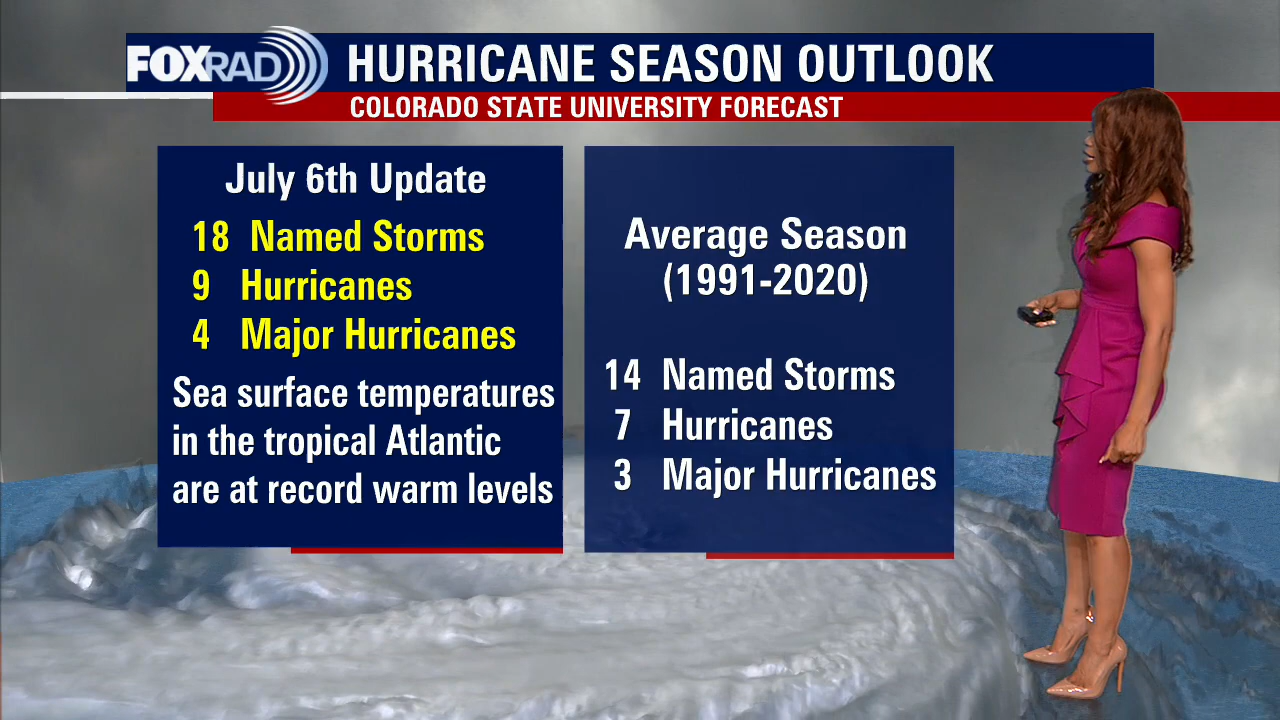 FOXRAD HURRICANE SEASON OUTLOOK
COLORADO STATE UNIVERSITY FORECAST
July 6th Update
18 Named Storms
9 Hurricanes
4 Major Hurricanes
Sea surface temperatures
in the tropical Atlantic
are at record warm levels
Average Season
(1991-2020)
14 Named Storms
7 Hurricanes
3 Major Hurricanes